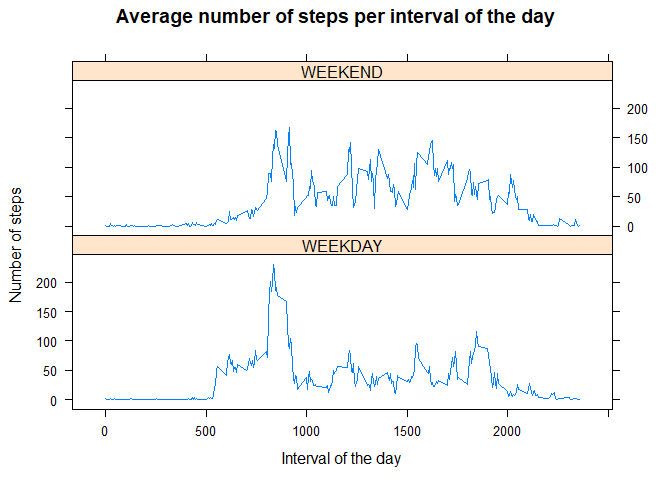 Average number of steps per interval of the day
WEEKEND
200
150
100
50
0
Number of steps
WEEKDAY
200
150
100
50
0
0 500 1000 1500 2000
Interval of the day